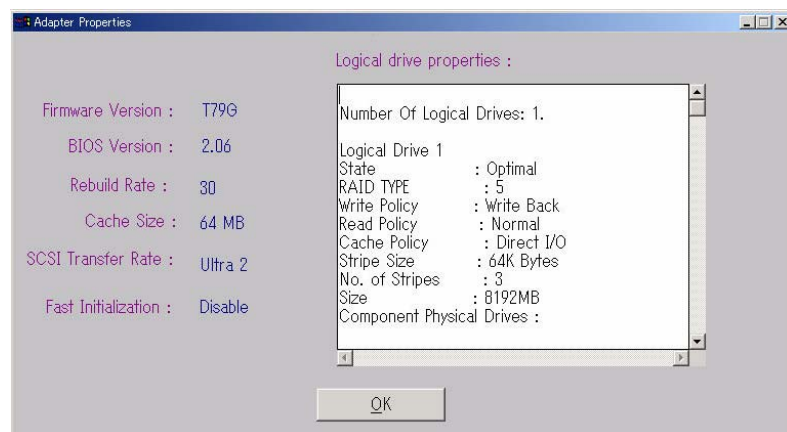 Adapter Properties
Firmware Version : T79G
BIOS Version : 2.06
Rebuild Rate : 30
Cache Size : 64 MB
SCSI Transfer Rate : Ultra 2
Fast Initialization : Disable
Logical drive properties :
Number Of Logical Drives: 1.
Logical Drive 1
State : Optimal
RAID TYPE : 5
Write Policy : Write Back
Read Policy : Normal
Cache Policy : Direct I/O
Stripe Size : 64K Bytes
No. of Stripes : 3
Size : 8192MB
Component Physical Drives :
OK